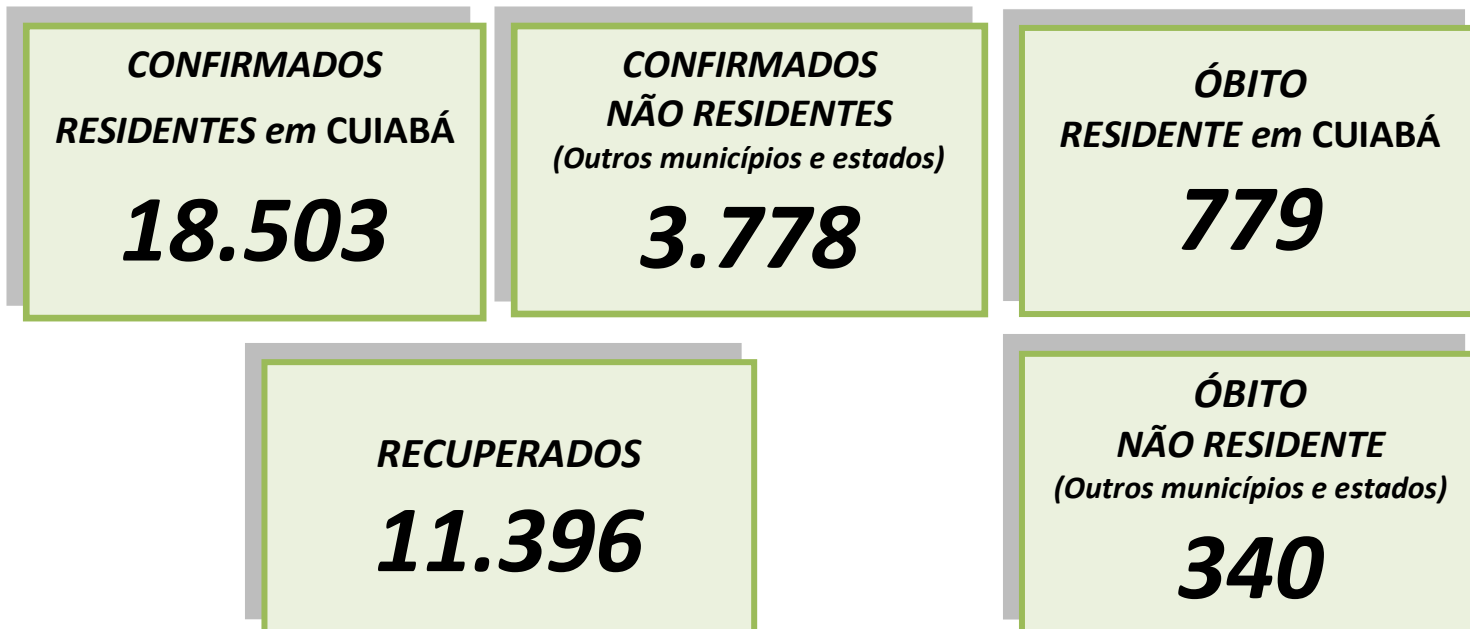 CONFIRMADOS
RESIDENTES em CUIABÁ
18.503
CONFIRMADOS
NÃO RESIDENTES
(Outros municípios e estados)
3.778
ÓBITO
RESIDENTE em CUIABÁ
779
RECUPERADOS
11.396
ÓBITO
NÃO RESIDENTE
(Outros municípios e estados)
340